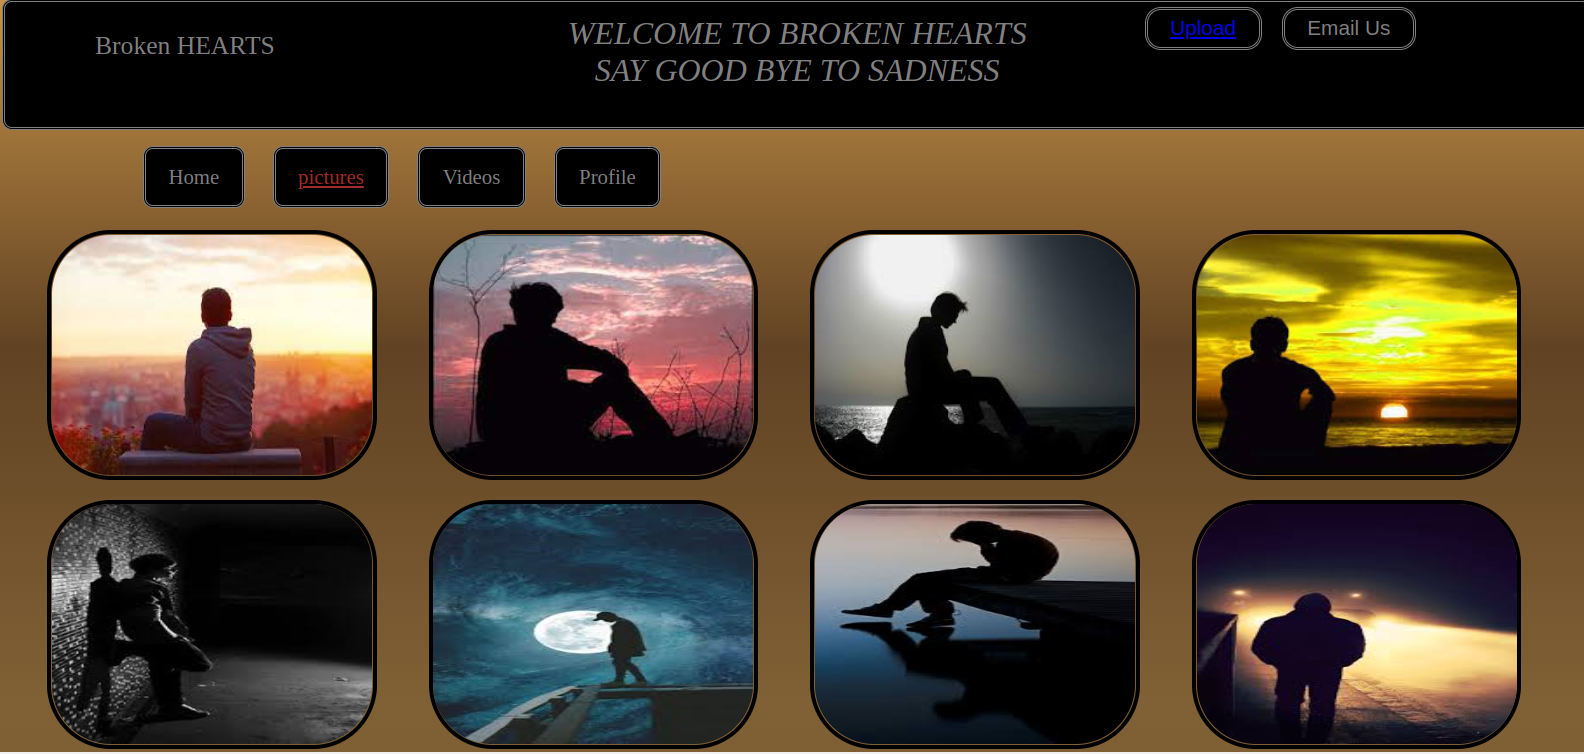 Broken HEARTS
WELCOME TO BROKEN HEARTS
SAY GOOD BYE TO SADNESS
Upload
Email Us
Home
pictures
Videos
Profile